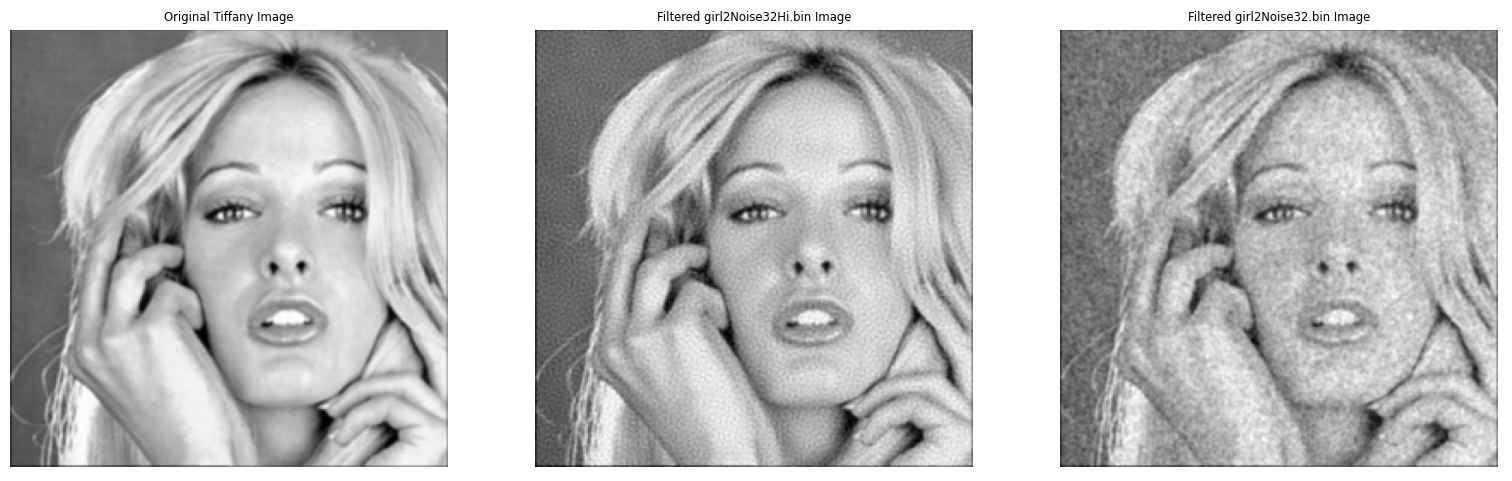 Original Tiffany Image
Filtered girl2Noise32Hi.bin Image
Filtered girl2Noise32.bin Image